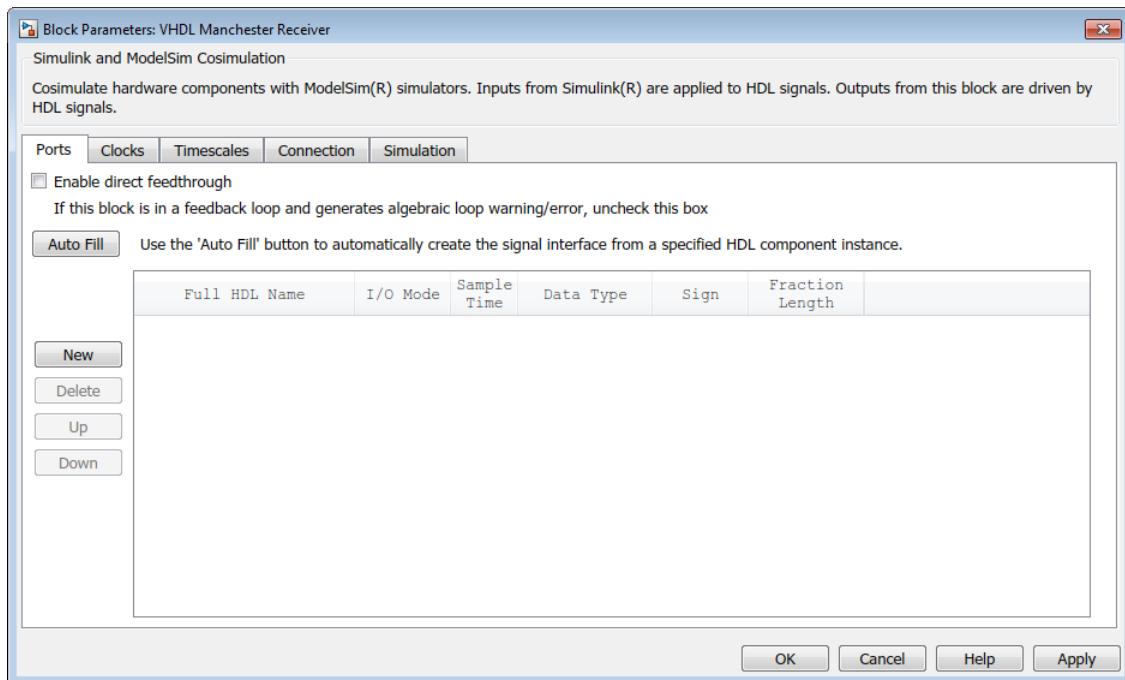 Block Parameters: VHDL Manchester Receiver
Simulink and ModelSim Cosimulation
Cosimulate hardware components with ModelSim(R) simulators. Inputs from Simulink(R) are applied to HDL signals. Outputs from this block are driven by
HDL signals.
Ports Clocks Timescales Connection Simulation
Enable direct feedthrough
If this block is in a feedback loop and generates algebraic loop warning/error, uncheck this box
Auto Fill Use the 'Auto Fill' button to automatically create the signal interface from a specified HDL component instance.
Full HDL Name I/O Mode Sample Time Data Type Sign Fraction Length
New
Delete
Up
Down
OK Cancel Help Apply